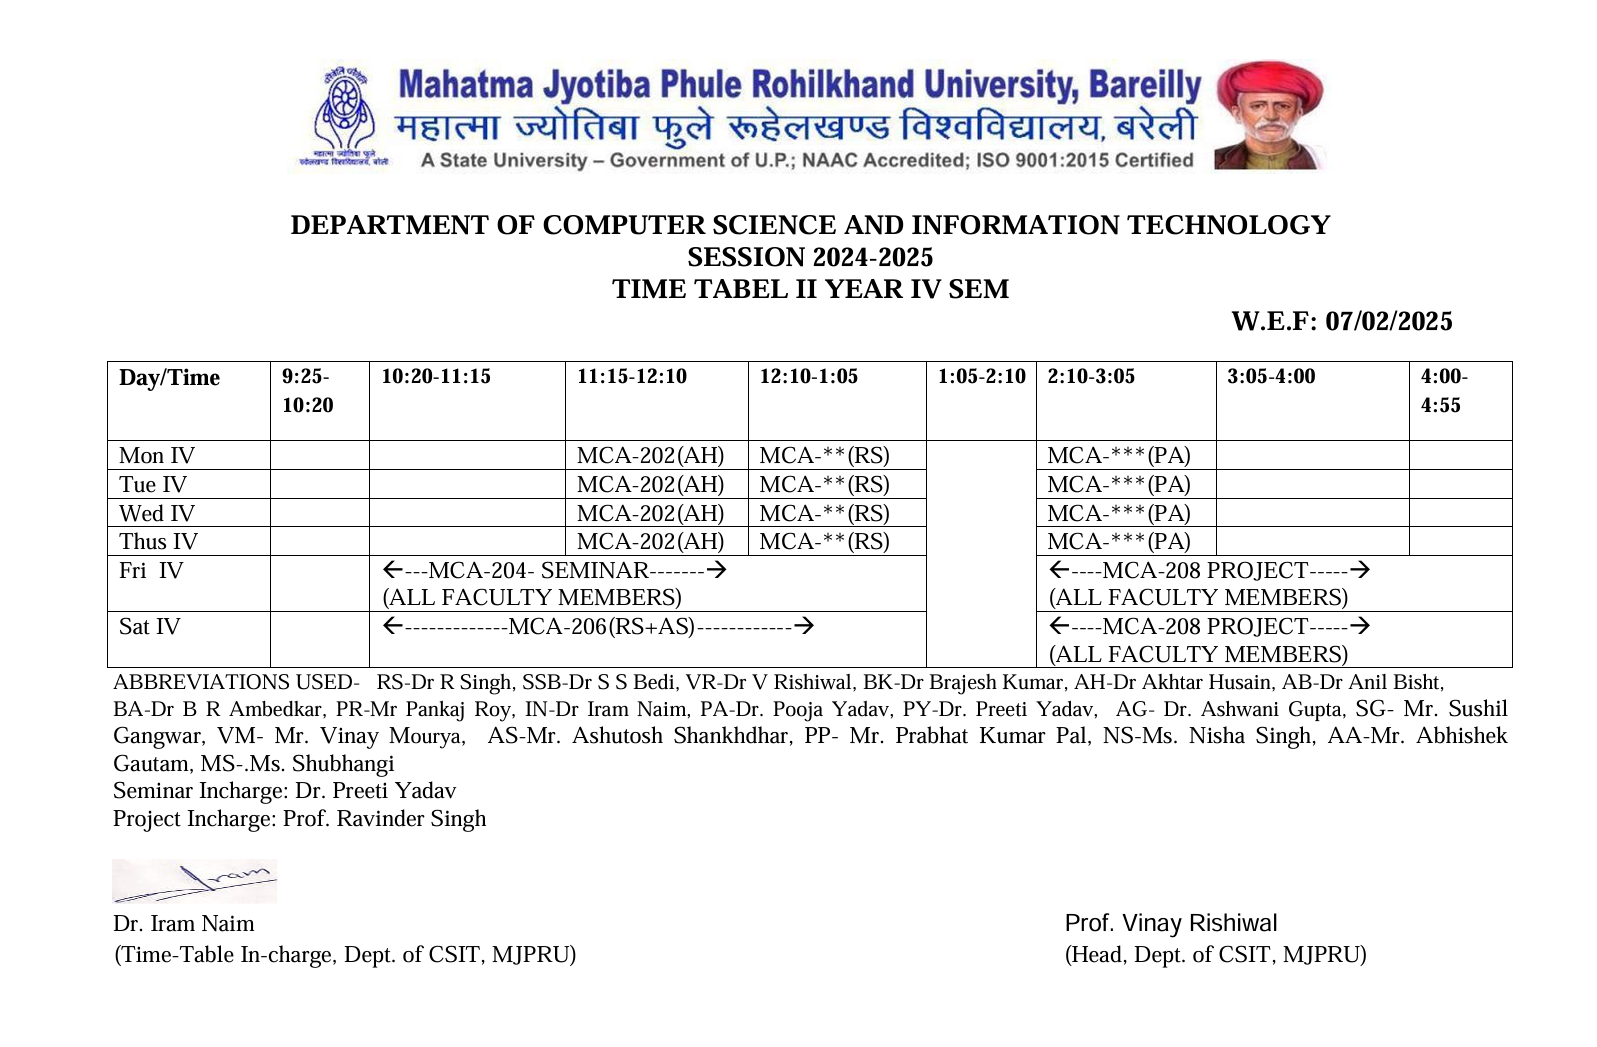 Mahatma Jyotiba Phule Rohilkhand University, Bareilly
महात्मा ज्योतिबा फुले रूहेलखण्ड विश्वविद्यालय, बरेली
A State University – Government of U.P.; NAAC Accredited; ISO 9001:2015 Certified
महात्मा ज्योतिबा फुले
रूहेलखण्ड विश्वविद्यालय, बरेली
DEPARTMENT OF COMPUTER SCIENCE AND INFORMATION TECHNOLOGY
SESSION 2024-2025
TIME TABEL II YEAR IV SEM
W.E.F: 07/02/2025
Day/Time 9:25- 10:20-11:15 11:15-12:10 12:10-1:05 1:05-2:10 2:10-3:05 3:05-4:00 4:00-
10:20 4:55
Mon IV MCA-202(AH) MCA-**(RS) MCA-***(PA)
Tue IV MCA-202(AH) MCA-**(RS) MCA-***(PA)
Wed IV MCA-202(AH) MCA-**(RS) MCA-***(PA)
Thus IV MCA-202(AH) MCA-**(RS) MCA-***(PA)
Fri IV ←---MCA-204- SEMINAR-------→ ←----MCA-208 PROJECT-----→
(ALL FACULTY MEMBERS) (ALL FACULTY MEMBERS)
Sat IV ←-------------MCA-206(RS+AS)------------→ ←----MCA-208 PROJECT-----→
(ALL FACULTY MEMBERS)
ABBREVIATIONS USED- RS-Dr R Singh, SSB-Dr S S Bedi, VR-Dr V Rishiwal, BK-Dr Brajesh Kumar, AH-Dr Akhtar Husain, AB-Dr Anil Bisht,
BA-Dr B R Ambedkar, PR-Mr Pankaj Roy, IN-Dr Iram Naim, PA-Dr. Pooja Yadav, PY-Dr. Preeti Yadav, AG- Dr. Ashwani Gupta, SG- Mr. Sushil
Gangwar, VM- Mr. Vinay Mourya, AS-Mr. Ashutosh Shankhdhar, PP- Mr. Prabhat Kumar Pal, NS-Ms. Nisha Singh, AA-Mr. Abhishek
Gautam, MS-.Ms. Shubhangi
Seminar Incharge: Dr. Preeti Yadav
Project Incharge: Prof. Ravinder Singh
Iram
Dr. Iram Naim Prof. Vinay Rishiwal
(Time-Table In-charge, Dept. of CSIT, MJPRU) (Head, Dept. of CSIT, MJPRU)